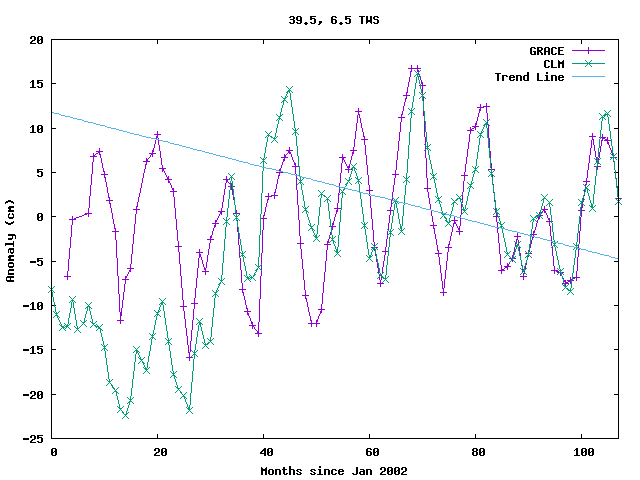 39.5, 6.5 TWS
GRACE
CLM
Trend Line
20
15
10
5
0
-5
-10
-15
-20
-25
Anomaly (cm)
0 20 40 60 80 100
Months since Jan 2002